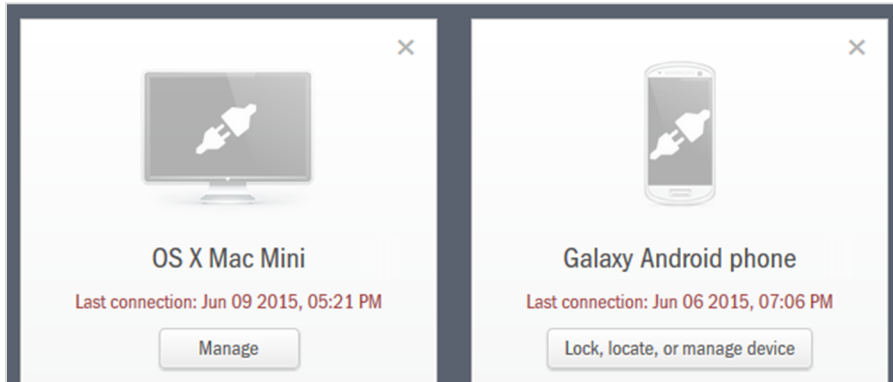 OS X Mac Mini
Last connection: Jun 09 2015, 05:21 PM
Manage
Galaxy Android phone
Last connection: Jun 06 2015, 07:06 PM
Lock, locate, or manage device